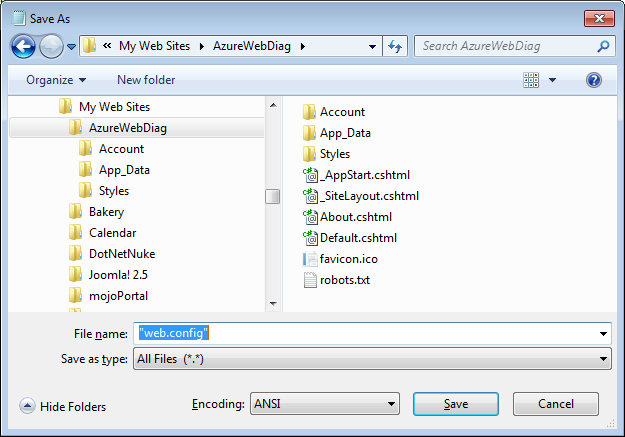 Save As
« My Web Sites AzureWebDiag Search AzureWebDiag
Organize New folder
My Web Sites
AzureWebDiag
Account
App_Data
Styles
Bakery
Calendar
DotNetNuke
Joomla! 2.5
mojoPortal
Account
App_Data
Styles
_AppStart.cshtml
_SiteLayout.cshtml
About.cshtml
Default.cshtml
favicon.ico
robots.txt
File name: "web.config"
Save as type: All Files (*.*)
Hide Folders Encoding: ANSI Save Cancel